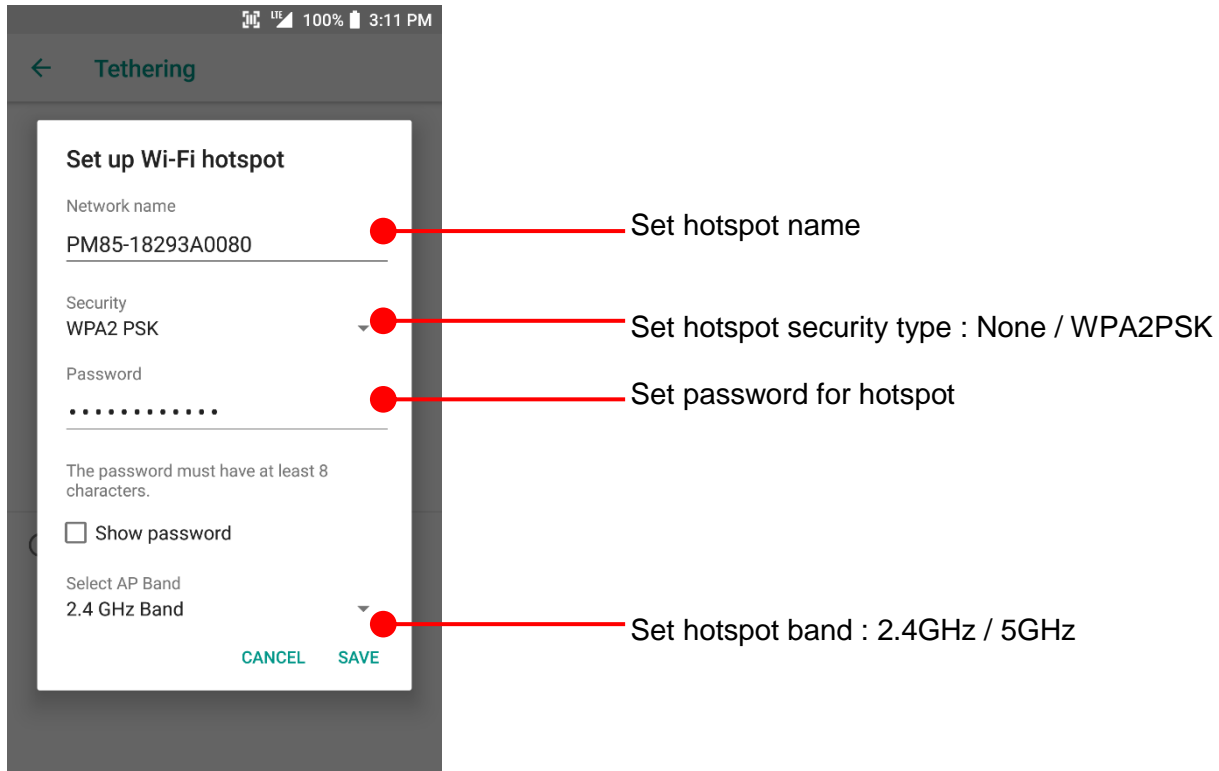 LTE 100% 3:11 PM
Tethering
Set up Wi-Fi hotspot
Network name
PM85-18293A0080
Set hotspot name
Security
WPA2 PSK
Set hotspot security type : None / WPA2PSK
Password
••••••••••••
Set password for hotspot
The password must have at least 8
characters.
Show password
Select AP Band
2.4 GHz Band
Set hotspot band : 2.4GHz / 5GHz
CANCEL SAVE